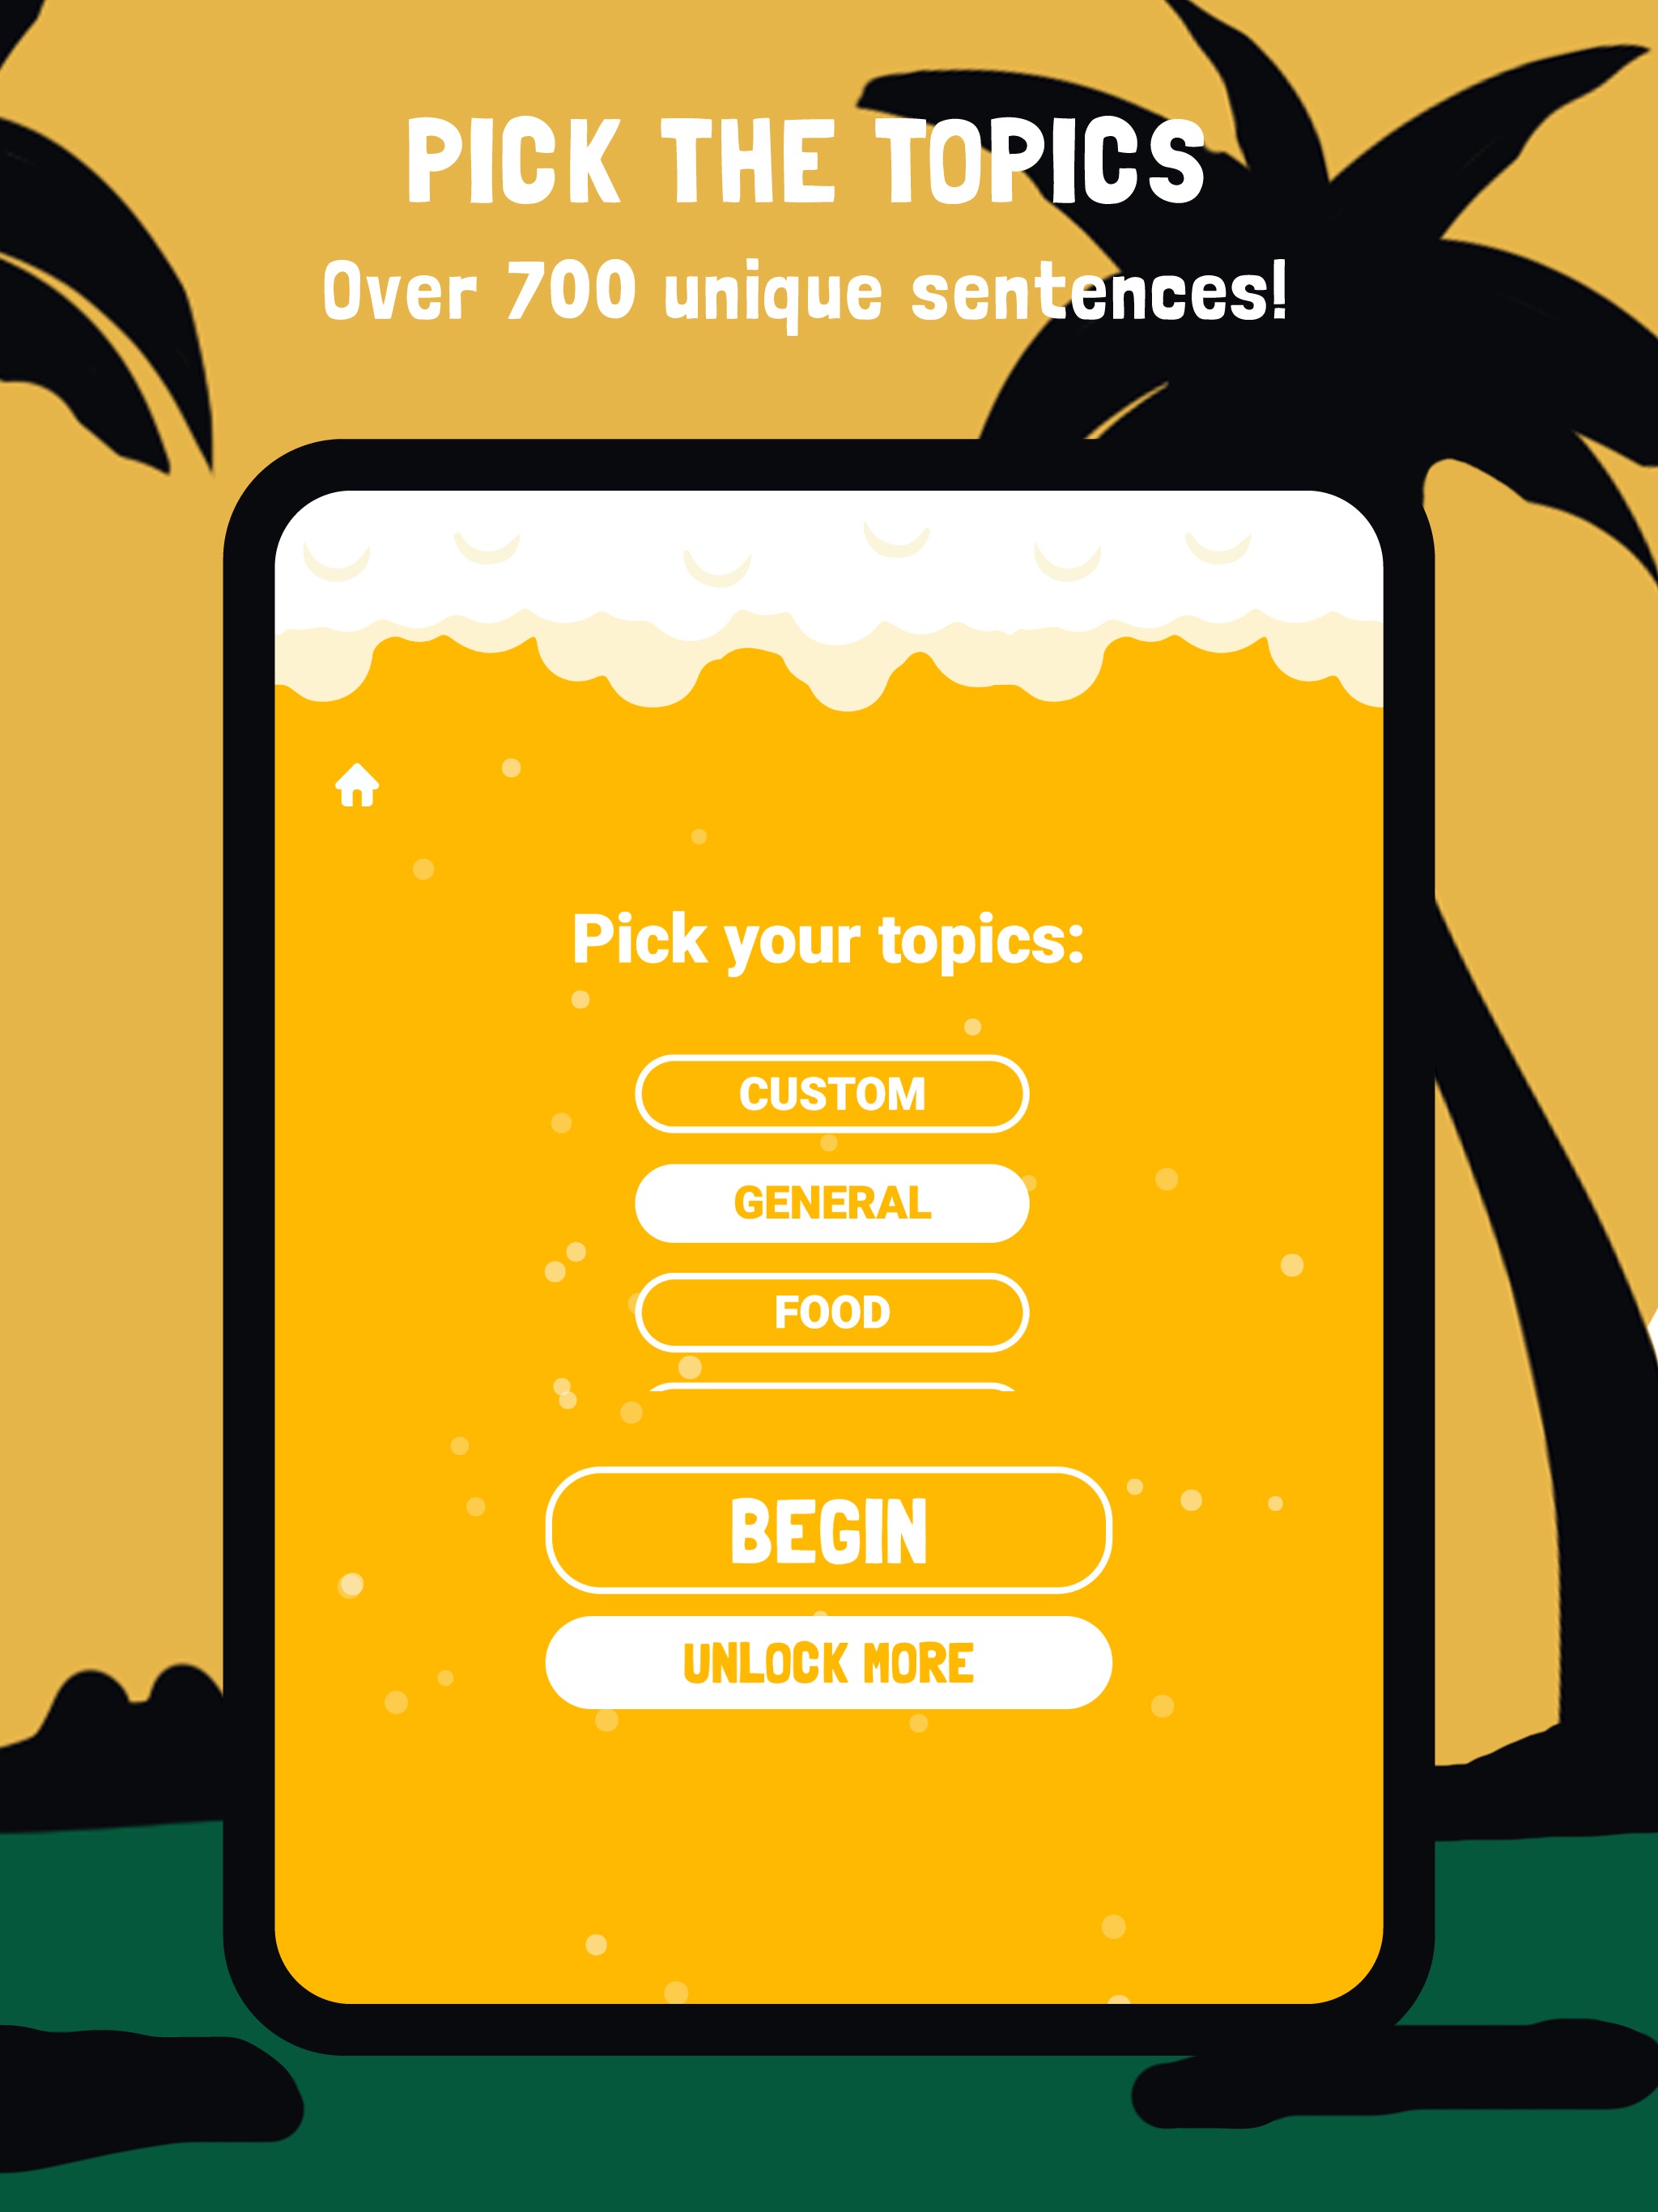 PICK THE TOPICS
Over 700 unique sentences!
Pick your topics:
CUSTOM
GENERAL
FOOD
BEGIN
UNLOCK MORE